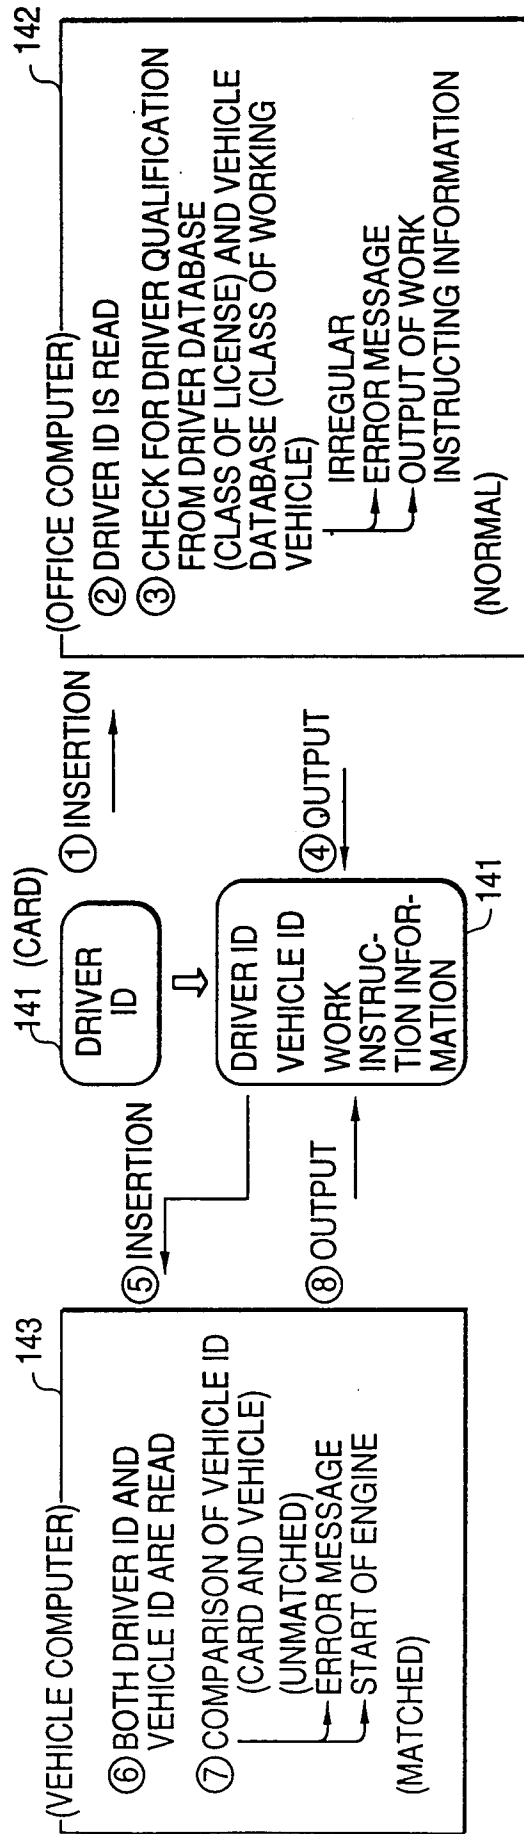 (VEHICLE COMPUTER)
143
⑥ BOTH DRIVER ID AND
VEHICLE ID ARE READ
⑦ COMPARISON OF VEHICLE ID
(CARD AND VEHICLE)
(UNMATCHED)
ERROR MESSAGE
START OF ENGINE
(MATCHED)
⑤ INSERTION
⑧ OUTPUT
141 (CARD)
DRIVER
ID
DRIVER ID
VEHICLE ID
WORK
INSTRUC-
TION INFOR-
MATION
141
① INSERTION
④ OUTPUT
(OFFICE COMPUTER)
142
② DRIVER ID IS READ
③ CHECK FOR DRIVER QUALIFICATION
FROM DRIVER DATABASE
(CLASS OF LICENSE) AND VEHICLE
DATABASE (CLASS OF WORKING
VEHICLE)
IRREGULAR
ERROR MESSAGE
OUTPUT OF WORK
INSTRUCTING INFORMATION
(NORMAL)